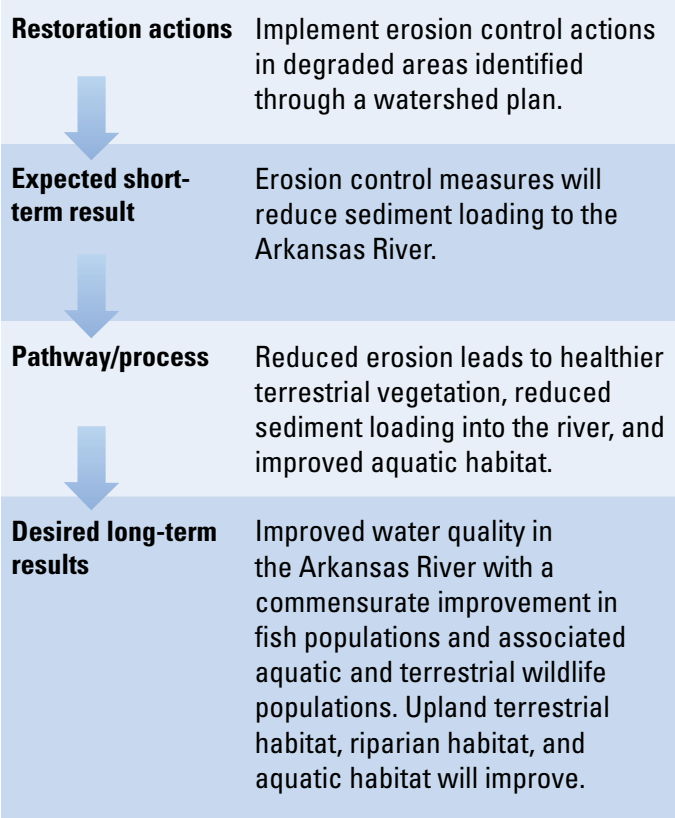 Restoration actions
Implement erosion control actions
in degraded areas identified
through a watershed plan.
Expected short-
term result
Erosion control measures will
reduce sediment loading to the
Arkansas River.
Pathway/process
Reduced erosion leads to healthier
terrestrial vegetation, reduced
sediment loading into the river, and
improved aquatic habitat.
Desired long-term
results
Improved water quality in
the Arkansas River with a
commensurate improvement in
fish populations and associated
aquatic and terrestrial wildlife
populations. Upland terrestrial
habitat, riparian habitat, and
aquatic habitat will improve.